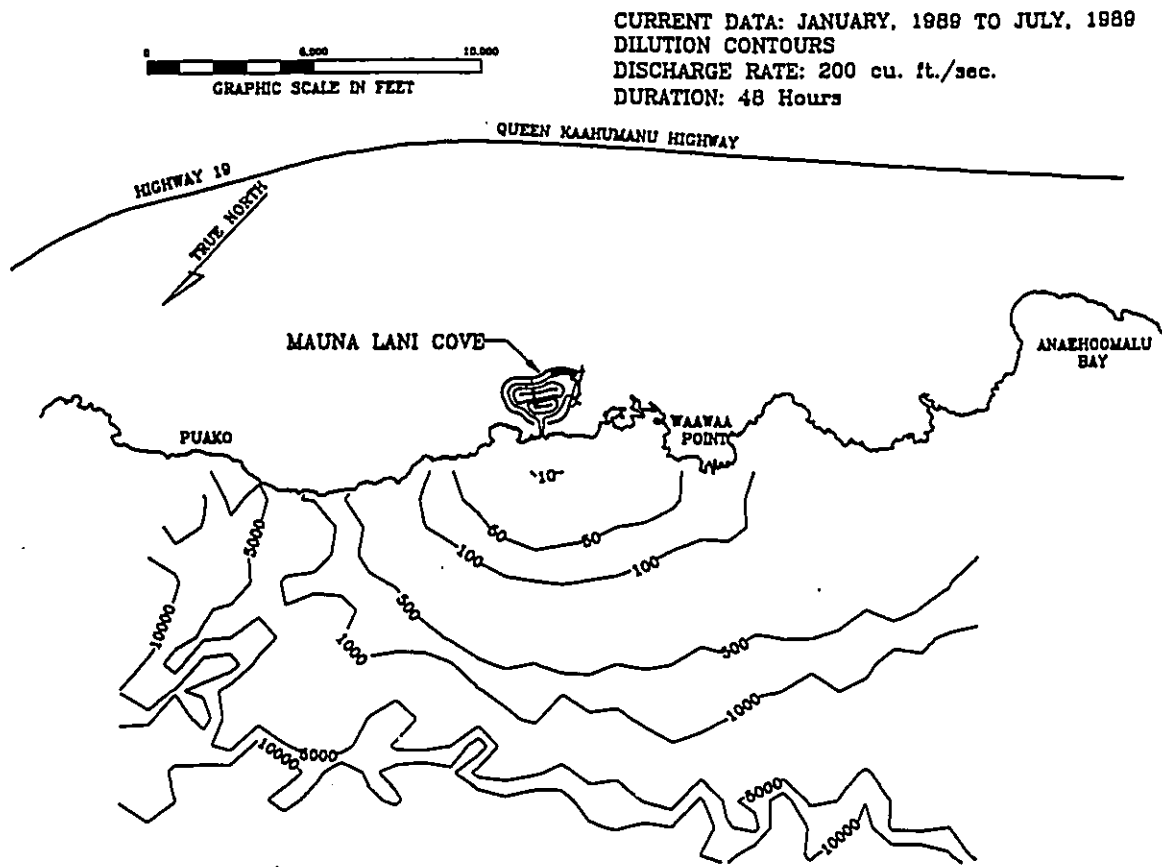 CURRENT DATA: JANUARY, 1989 TO JULY, 1989
DILUTION CONTOURS
DISCHARGE RATE: 200 cu. ft./sec.
DURATION: 48 Hours
0 10.000
GRAPHIC SCALE IN FEET
QUEEN KAAHUMANU HIGHWAY
HIGHWAY 19
TRUE NORTH
MAUNA LANI COVE
ANAEHOOMALU
BAY
PUAKO
WAAWAA
POINT
10
50 50
100 100
5000
500
10000
1000
500
1000
5000
10000
5000
10000